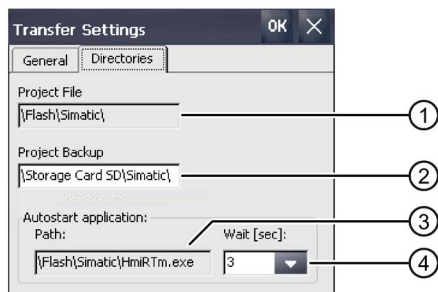 Transfer Settings OK
General Directories
Project File
\Flash\Simatic\
1
Project Backup
\Storage Card SD\Simatic\
2
3
Autostart application:
Path: Wait [sec]:
\Flash\Simatic\HmiRTm.exe 3
4